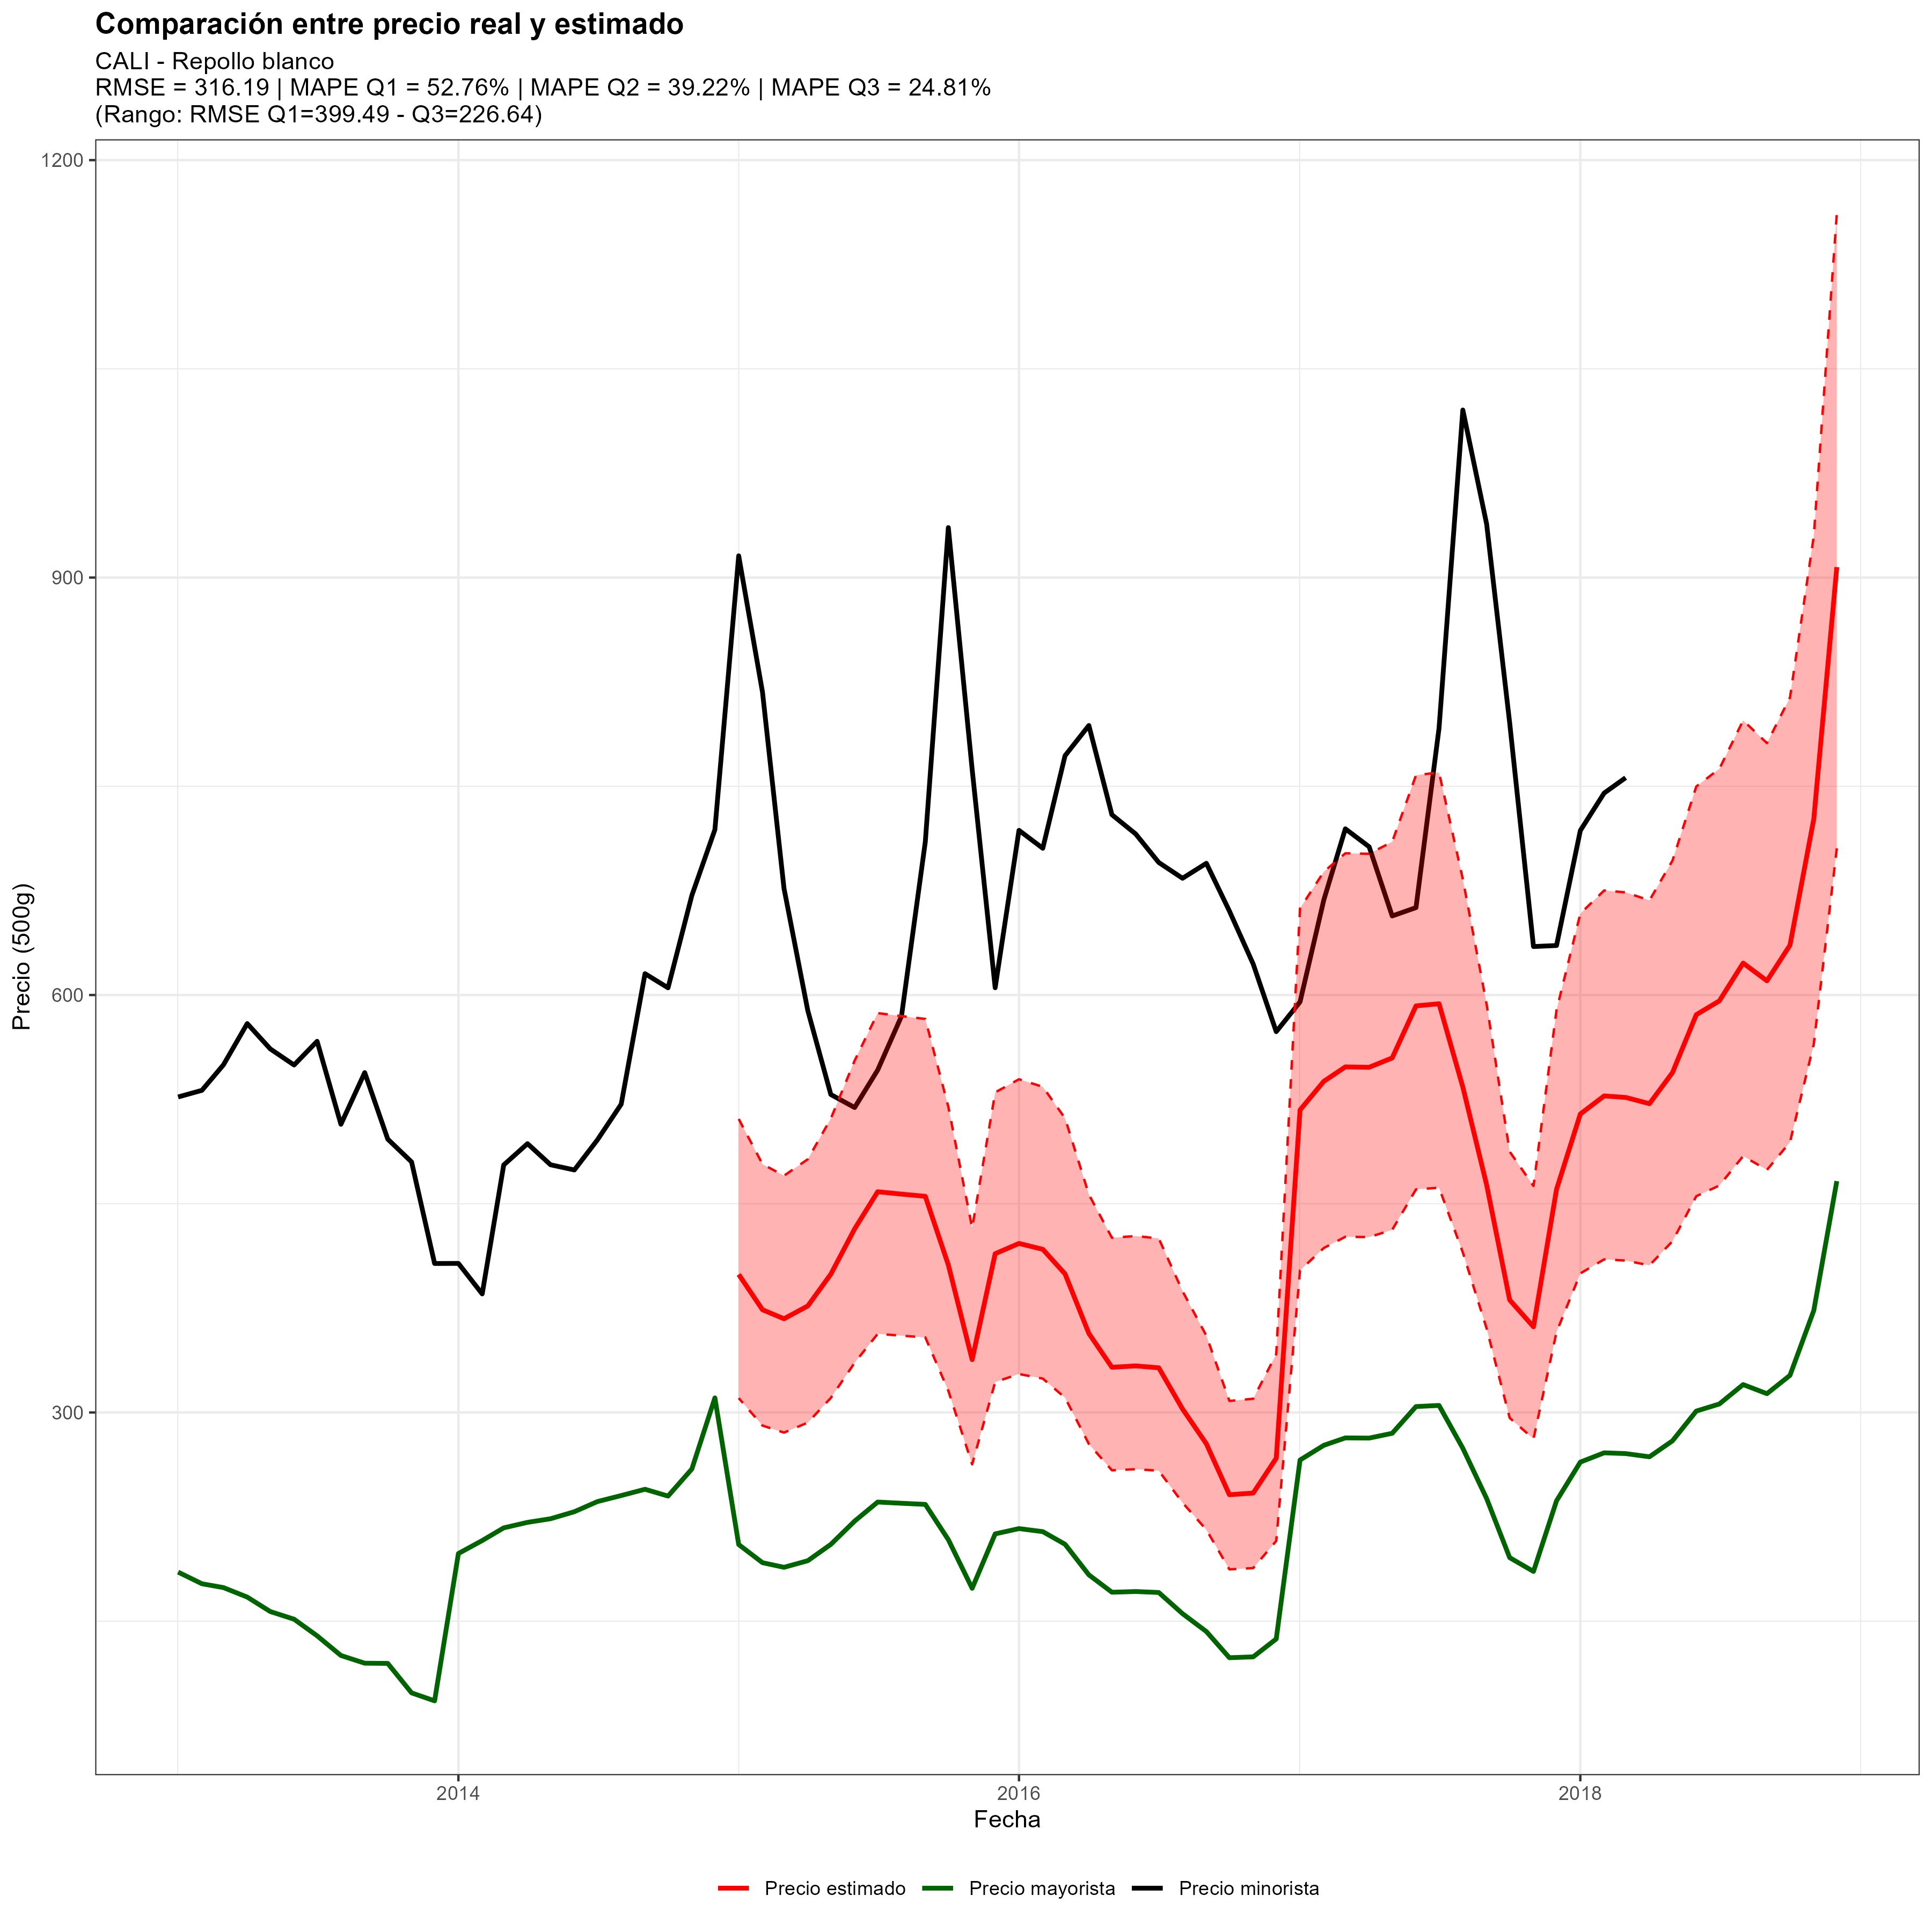 Comparación entre precio real y estimado
CALI - Repollo blanco
RMSE = 316.19 | MAPE Q1 = 52.76% | MAPE Q2 = 39.22% | MAPE Q3 = 24.81%
(Rango: RMSE Q1=399.49 - Q3=226.64)
1200
900
600
300
Precio (500g)
2014
2016
2018
Fecha
Precio estimado
Precio mayorista
Precio minorista